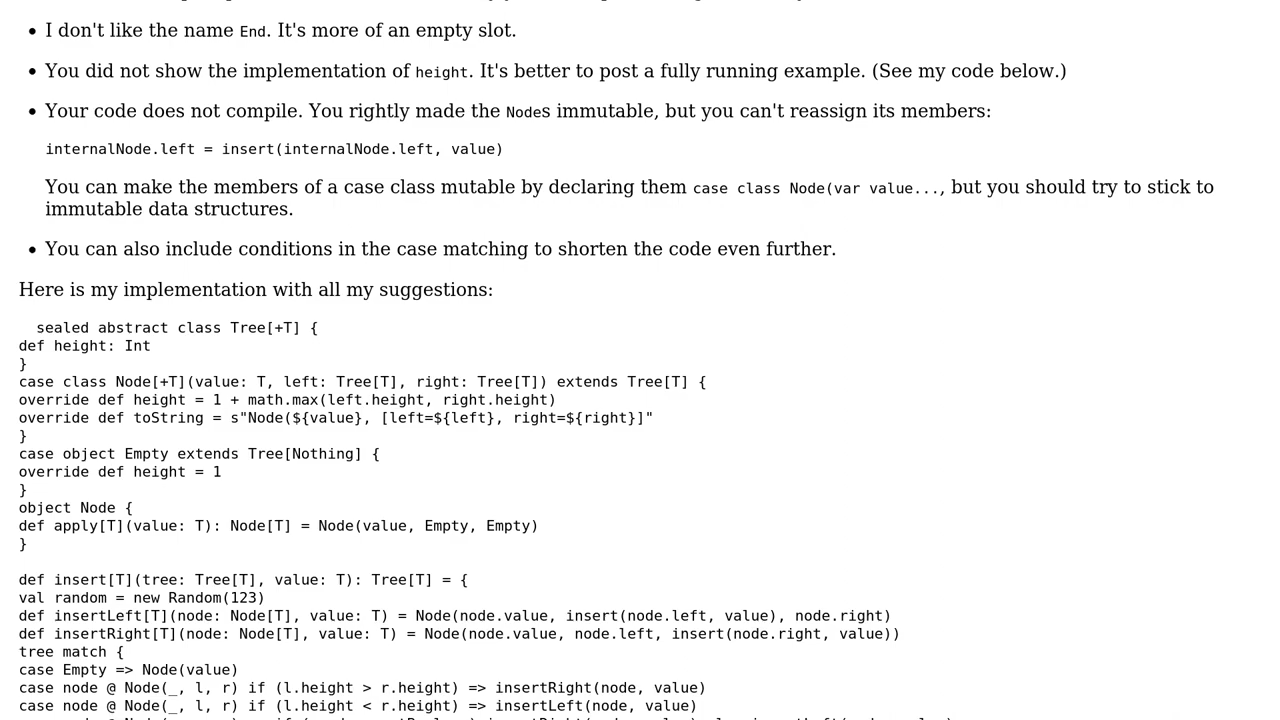 I don't like the name End. It's more of an empty slot.
You did not show the implementation of height. It's better to post a fully running example. (See my code below.)
Your code does not compile. You rightly made the Nodes immutable, but you can't reassign its members:
internalNode.left = insert(internalNode.left, value)
You can make the members of a case class mutable by declaring them case class Node(var value..., but you should try to stick to
immutable data structures.
You can also include conditions in the case matching to shorten the code even further.
Here is my implementation with all my suggestions:
sealed abstract class Tree[+T] {
def height: Int
}
case class Node[+T](value: T, left: Tree[T], right: Tree[T]) extends Tree[T] {
override def height = 1 + math.max(left.height, right.height)
override def toString = s"Node(${value}, [left=${left}, right=${right}]"
}
case object Empty extends Tree[Nothing] {
override def height = 1
}
object Node {
def apply[T](value: T): Node[T] = Node(value, Empty, Empty)
}
def insert[T](tree: Tree[T], value: T): Tree[T] = {
val random = new Random(123)
def insertLeft[T](node: Node[T], value: T) = Node(node.value, insert(node.left, value), node.right)
def insertRight[T](node: Node[T], value: T) = Node(node.value, node.left, insert(node.right, value))
tree match {
case Empty => Node(value)
case node @ Node(_, l, r) if (l.height > r.height) => insertRight(node, value)
case node @ Node(_, l, r) if (l.height < r.height) => insertLeft(node, value)